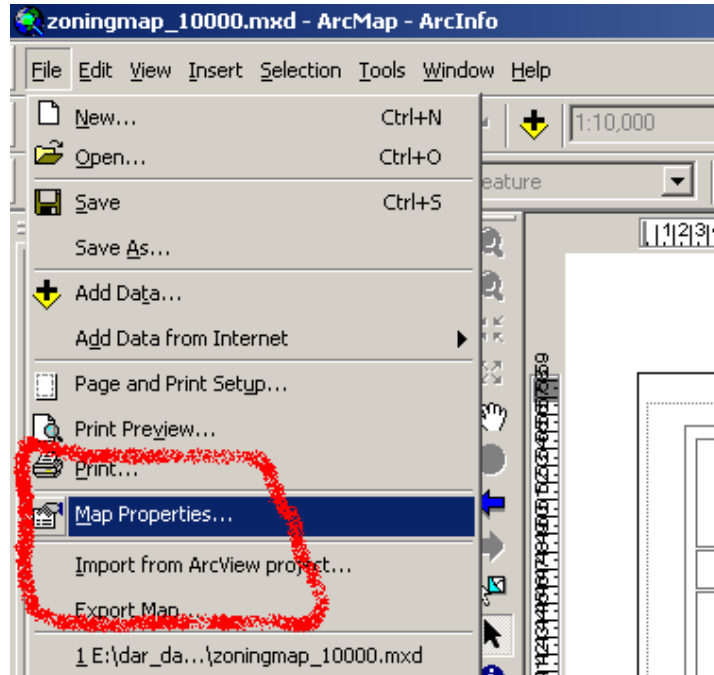 zoningmap_10000.mxd - ArcMap - ArcInfo
File Edit View Insert Selection Tools Window Help
New... Ctrl+N
1:10,000
Open... Ctrl+O
eature
Save Ctrl+S
Save As...
Add Data...
Add Data from Internet
Page and Print Setup...
Print Preview...
Print...
Map Properties...
Import from ArcView project...
Export Map...
1 E:\dar_da...\zoningmap_10000.mxd